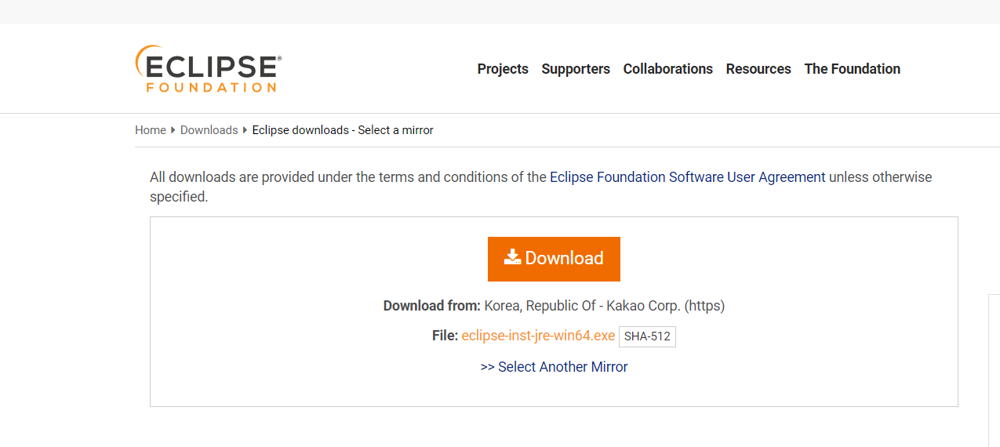 ECLIPSE®
FOUNDATION
Projects Supporters Collaborations Resources The Foundation
Home Downloads Eclipse downloads - Select a mirror
All downloads are provided under the terms and conditions of the Eclipse Foundation Software User Agreement unless otherwise
specified.
Download
Download from: Korea, Republic Of - Kakao Corp. (https)
File: eclipse-inst-jre-win64.exe SHA-512
>> Select Another Mirror